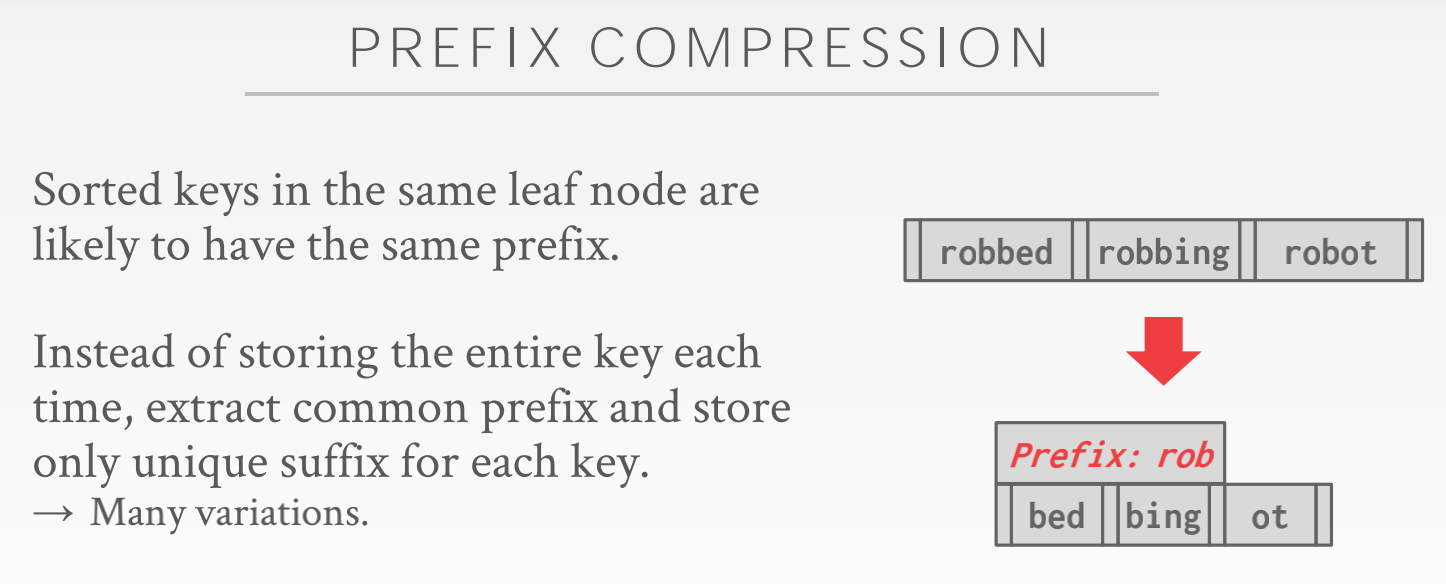 PREFIX COMPRESSION
Sorted keys in the same leaf node are
likely to have the same prefix.
Instead of storing the entire key each
time, extract common prefix and store
only unique suffix for each key.
→ Many variations.
robbed robbing robot
Prefix: rob
bed bing ot